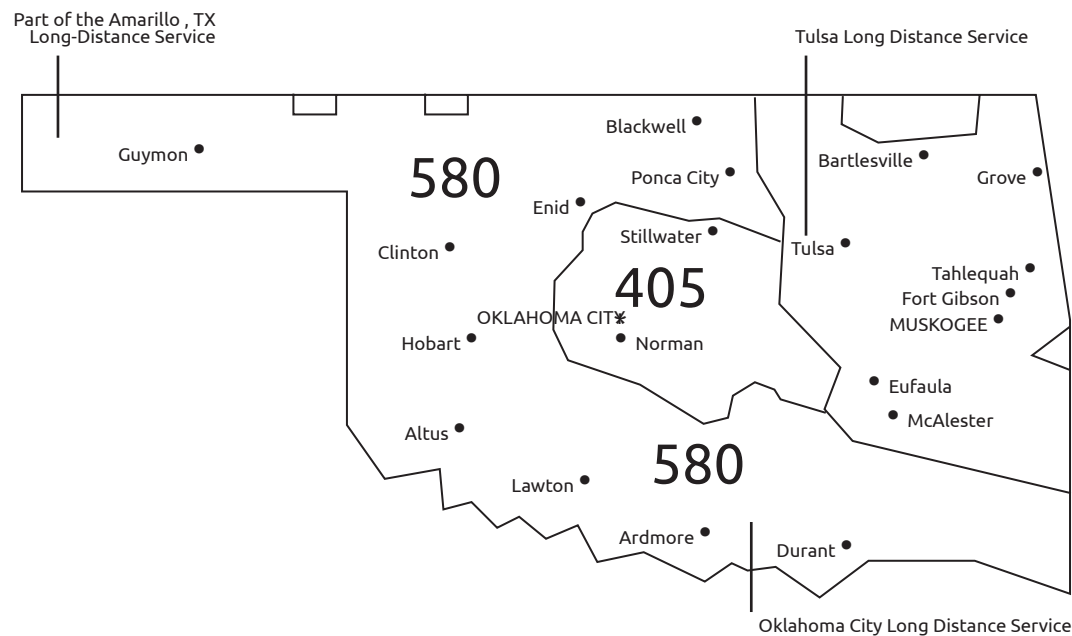 Part of the Amarillo , TX
Long-Distance Service
Tulsa Long Distance Service
Blackwell
Guymon
Bartlesville
580
Ponca City
Grove
Enid
Stillwater
Tulsa
Clinton
Tahlequah
405
Fort Gibson
OKLAHOMA CITY
MUSKOGEE
Hobart
Norman
Eufaula
McAlester
Altus
580
Lawton
Ardmore
Durant
Oklahoma City Long Distance Service